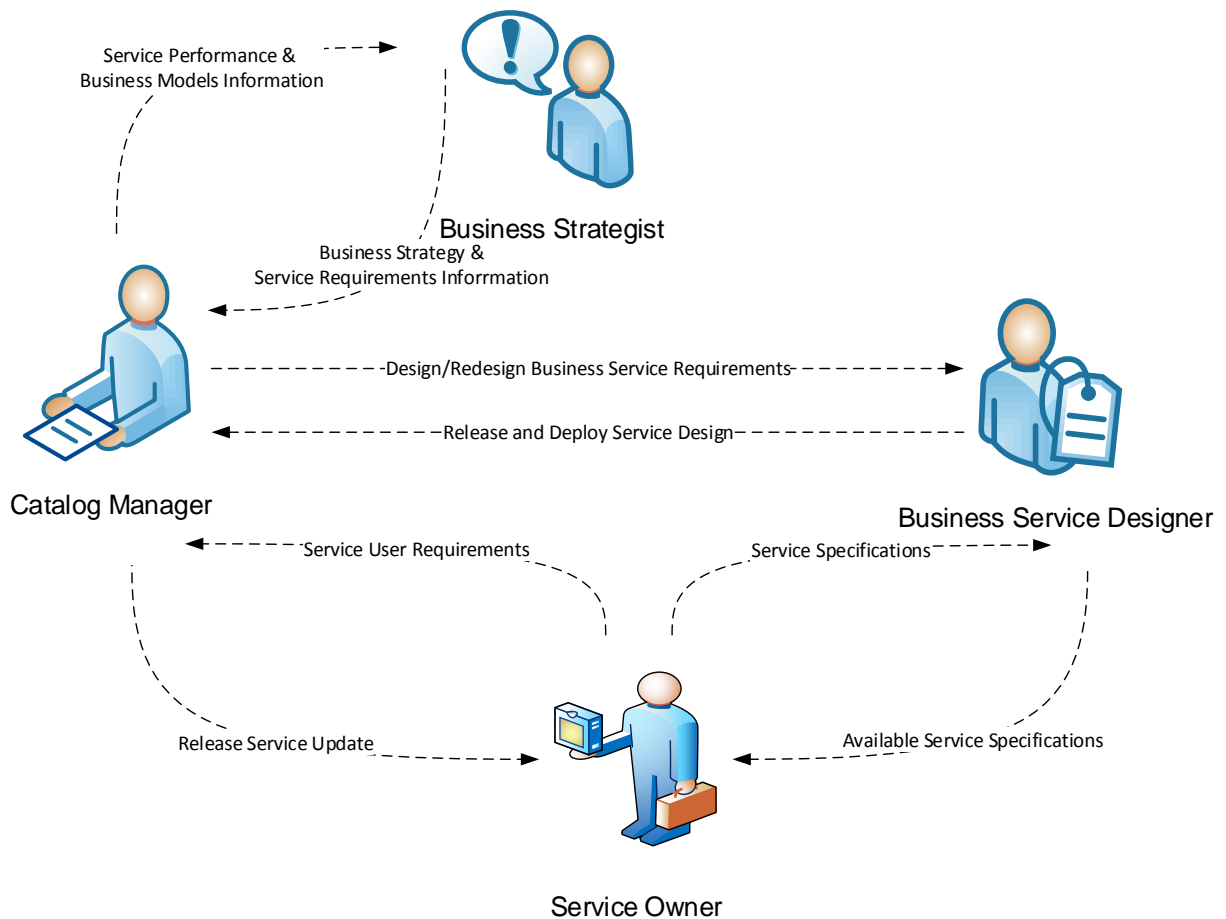 Service Performance &
Business Models Information
Business Strategist
Business Strategy &
Service Requirements Inforrmation
Design/Redesign Business Service Requirements
Release and Deploy Service Design
Catalog Manager
Business Service Designer
Service User Requirements
Service Specifications
Release Service Update
Available Service Specifications
Service Owner